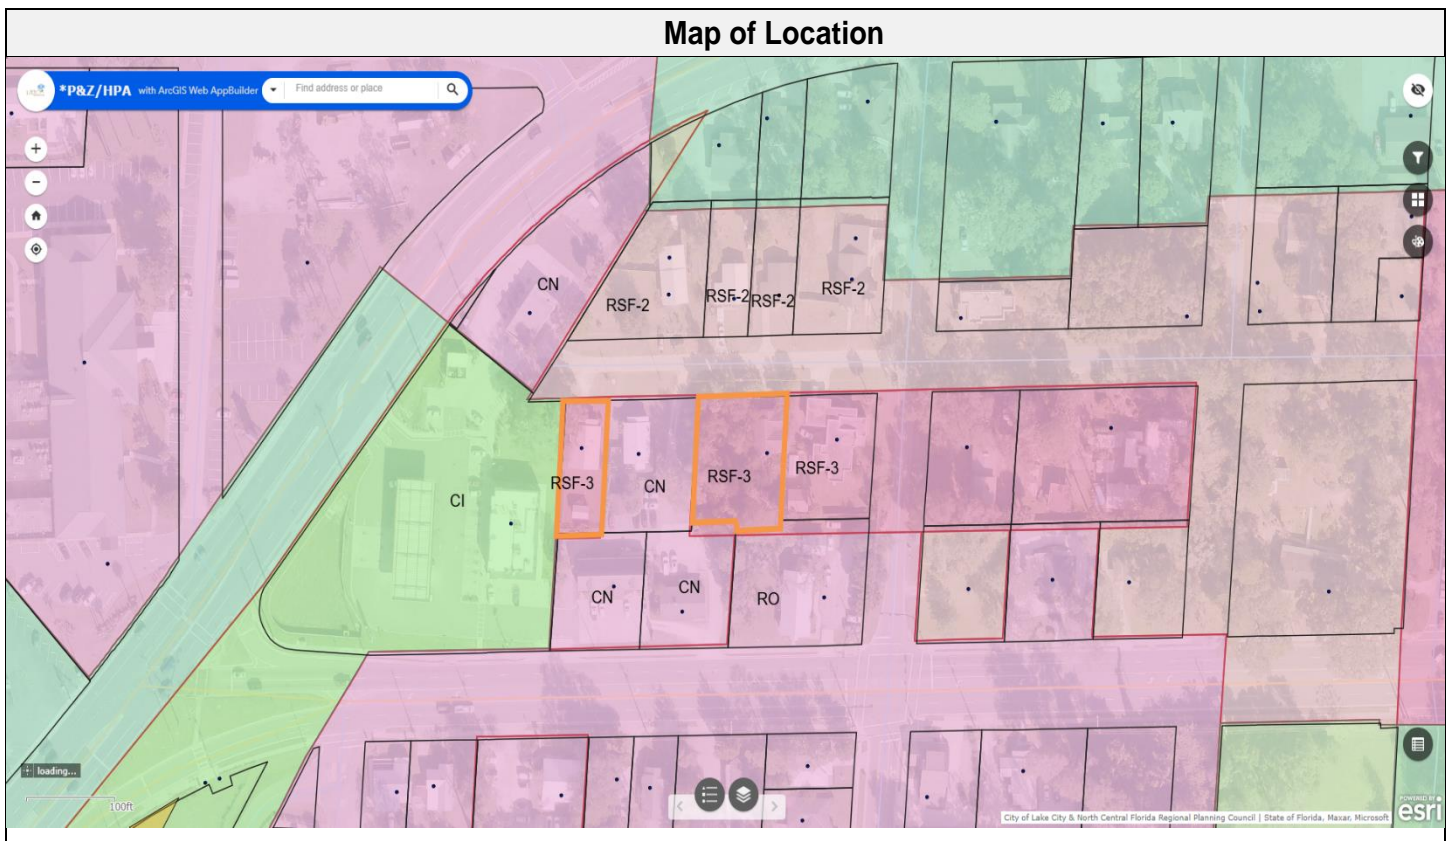 Map of Location
*P&Z/HPA with ArcGIS Web AppBuilder
Find address or place
CN
RSF-2
RSF-2
RSF-2
RSF-2
RSF-3
CN
RSF-3
RSF-3
CI
CN
CN
RO
loading...
100ft
City of Lake City & North Central Florida Regional Planning Council | State of Florida, Maxar, Microsoft
POWERED BY
esri